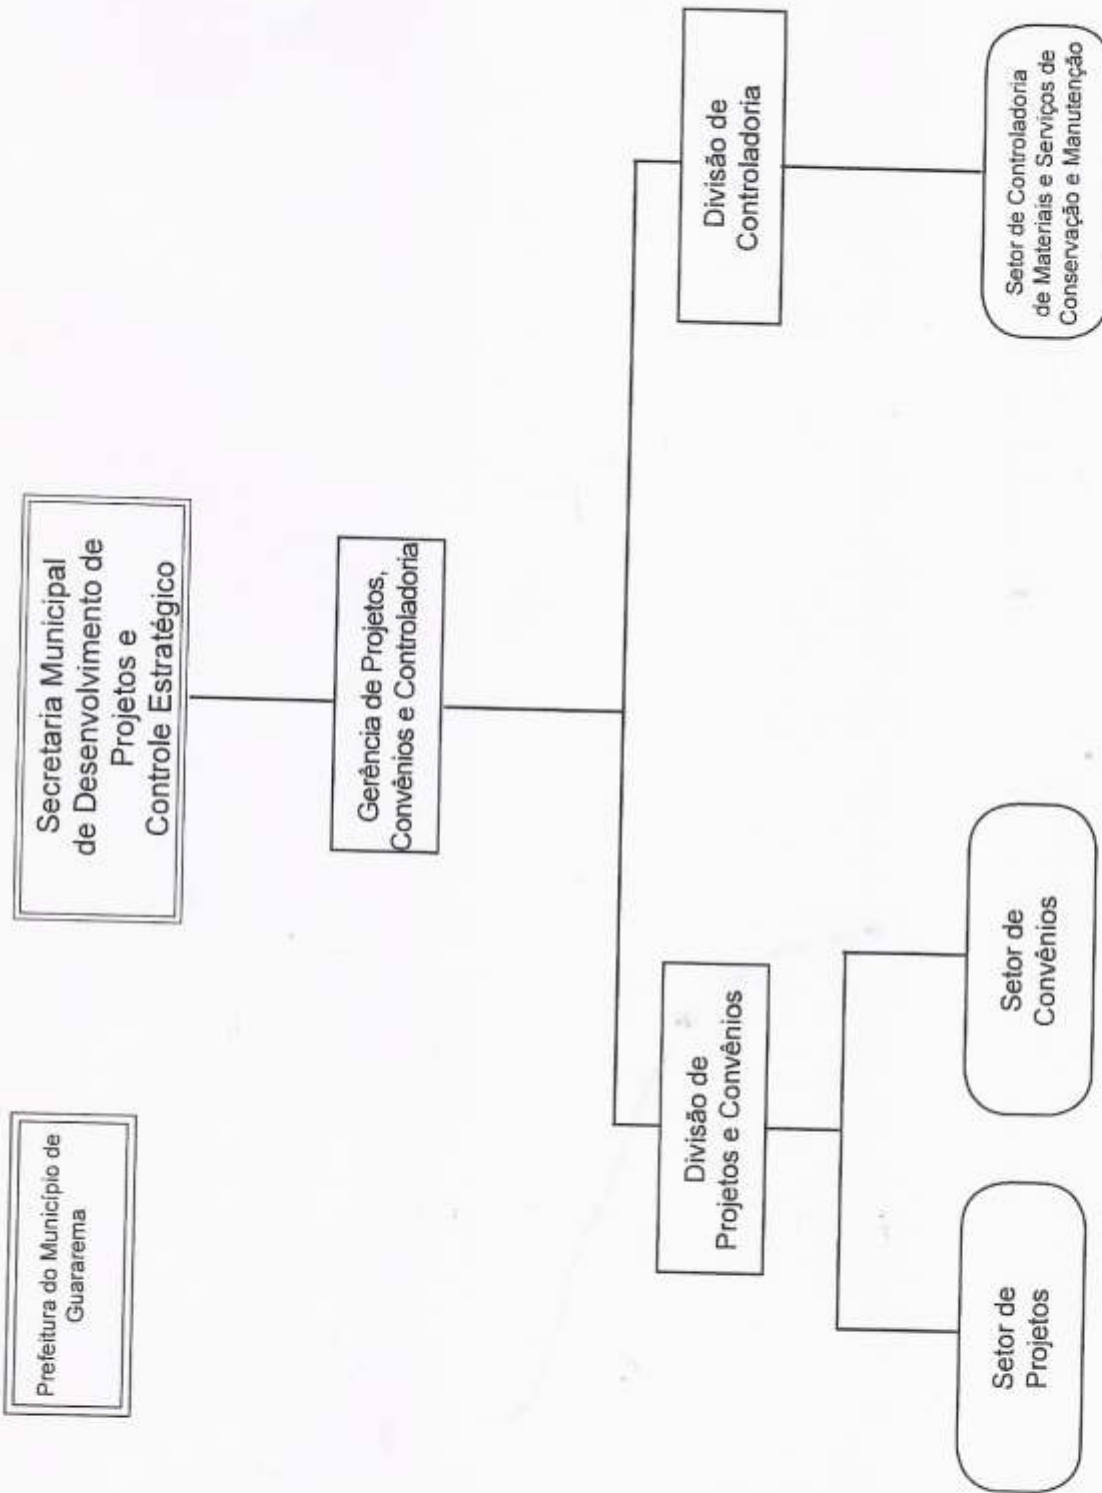 Prefeitura do Município de
Guararema
Secretaria Municipal
de Desenvolvimento de
Projetos e
Controle Estratégico
Gerência de Projetos,
Convênios e Controladoria
Divisão de
Projetos e Convênios
Divisão de
Controladoria
Setor de
Projetos
Setor de
Convênios
Setor de Controladoria
de Materiais e Serviços de
Conservação e Manutenção